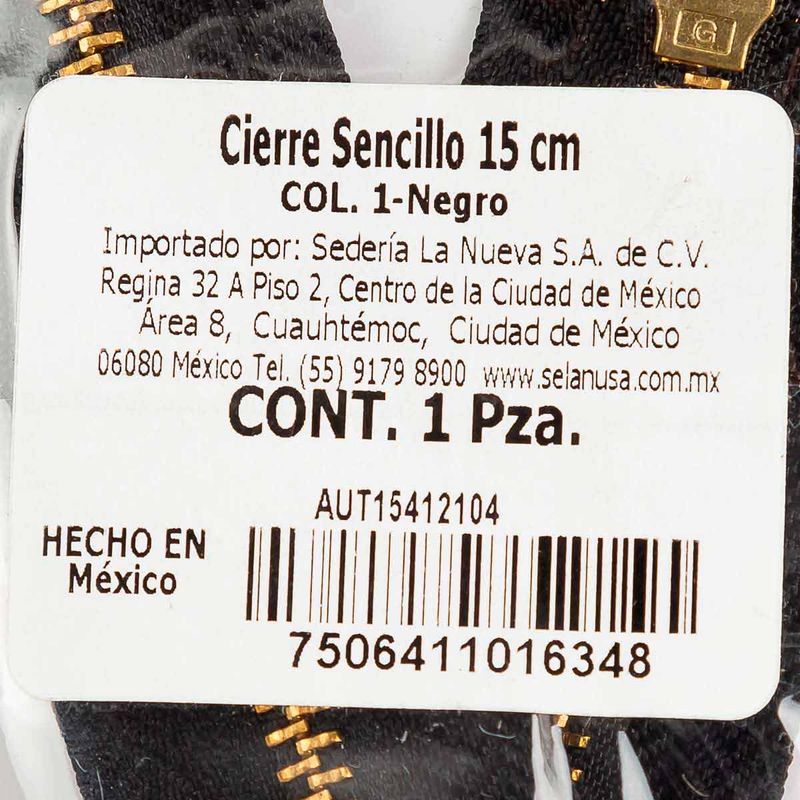 G
Cierre Sencillo 15 cm
COL. 1-Negro
Importado por: Sedería La Nueva S.A. de C.V.
Regina 32 A Piso 2, Centro de la Ciudad de México
Área 8, Cuauhtémoc, Ciudad de México
06080 México Tel. (55) 9179 8900 www.selanusa.com.mx
CONT. 1 Pza.
AUT15412104
HECHO EN
México
7506411016348